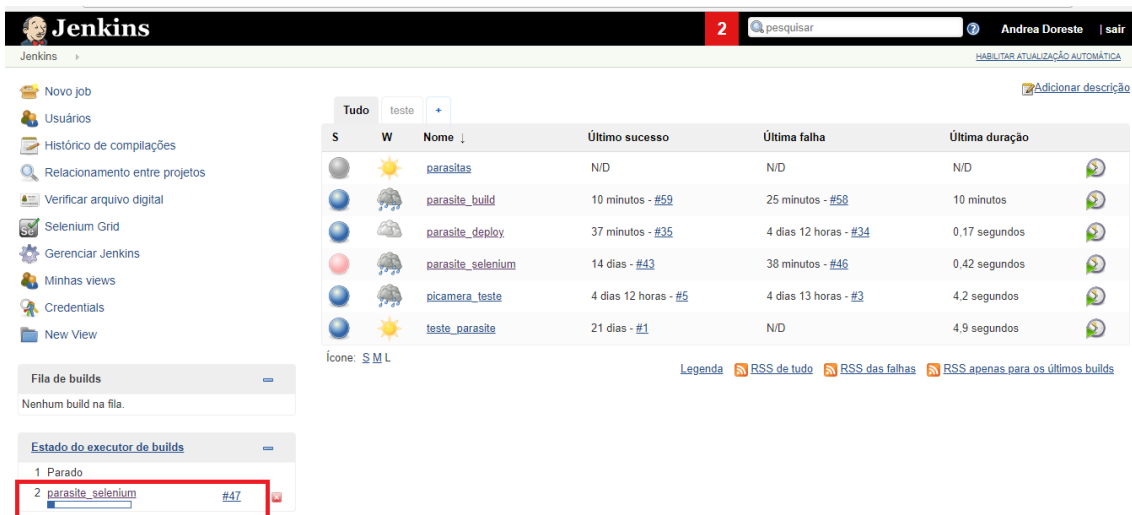 Jenkins 2 pesquisar Andrea Doreste | sair
Jenkins HABILITAR ATUALIZAÇÃO AUTOMÁTICA
Adicionar descrição
Novo job
Usuários
Histórico de compilações
Relacionamento entre projetos
Verificar arquivo digital
Selenium Grid
Gerenciar Jenkins
Minhas views
Credentials
New View
Tudo teste +
S W Nome ↓ Último sucesso Última falha Última duração
parasitas N/D N/D N/D
parasite_build 10 minutos - #59 25 minutos - #58 10 minutos
parasite_deploy 37 minutos - #35 4 dias 12 horas - #34 0,17 segundos
parasite_selenium 14 dias - #43 38 minutos - #46 0,42 segundos
picamera_teste 4 dias 12 horas - #5 4 dias 13 horas - #3 4,2 segundos
teste_parasite 21 dias - #1 N/D 4,9 segundos
Ícone: S M L
Legenda RSS de tudo RSS das falhas RSS apenas para os últimos builds
Fila de builds
Nenhum build na fila.
Estado do executor de builds
1 Parado
2 parasite_selenium #47